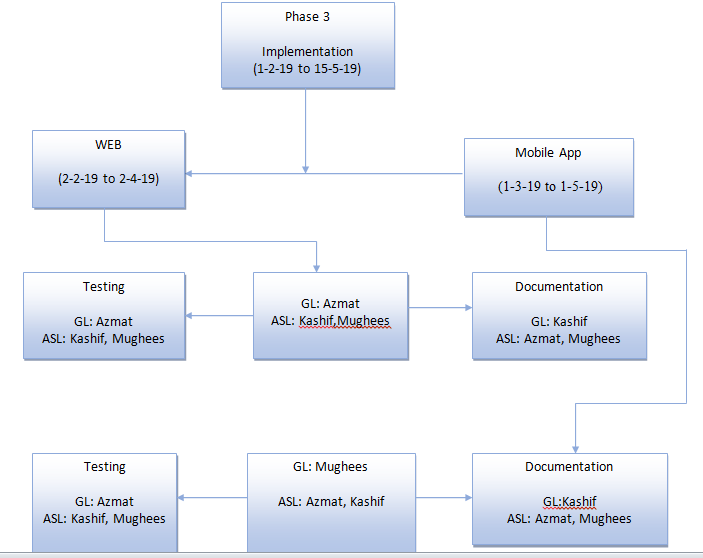 Phase 3
Implementation
(1-2-19 to 15-5-19)
WEB
(2-2-19 to 2-4-19)
Mobile App
(1-3-19 to 1-5-19)
Testing
GL: Azmat
ASL: Kashif, Mughees
GL: Azmat
ASL: Kashif,Mughees
Documentation
GL: Kashif
ASL: Azmat, Mughees
Testing
GL: Azmat
ASL: Kashif, Mughees
GL: Mughees
ASL: Azmat, Kashif
Documentation
GL:Kashif
ASL: Azmat, Mughees